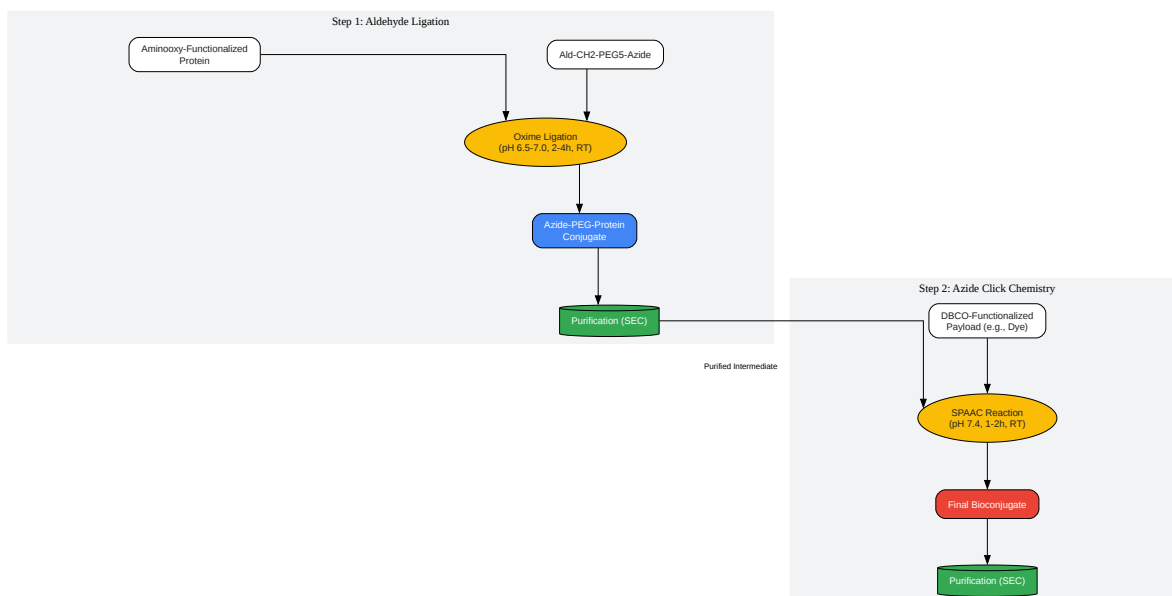 Step 1: Aldehyde Ligation
Aminooxy-Functionalized
Protein
Ald-CH2-PEG5-Azide
Oxime Ligation
(pH 6.5-7.0, 2-4h, RT)
Azide-PEG-Protein
Conjugate
Purification (SEC)
Purified Intermediate
Step 2: Azide Click Chemistry
DBCO-Functionalized
Payload (e.g., Dye)
SPAAC Reaction
(pH 7.4, 1-2h, RT)
Final Bioconjugate
Purification (SEC)